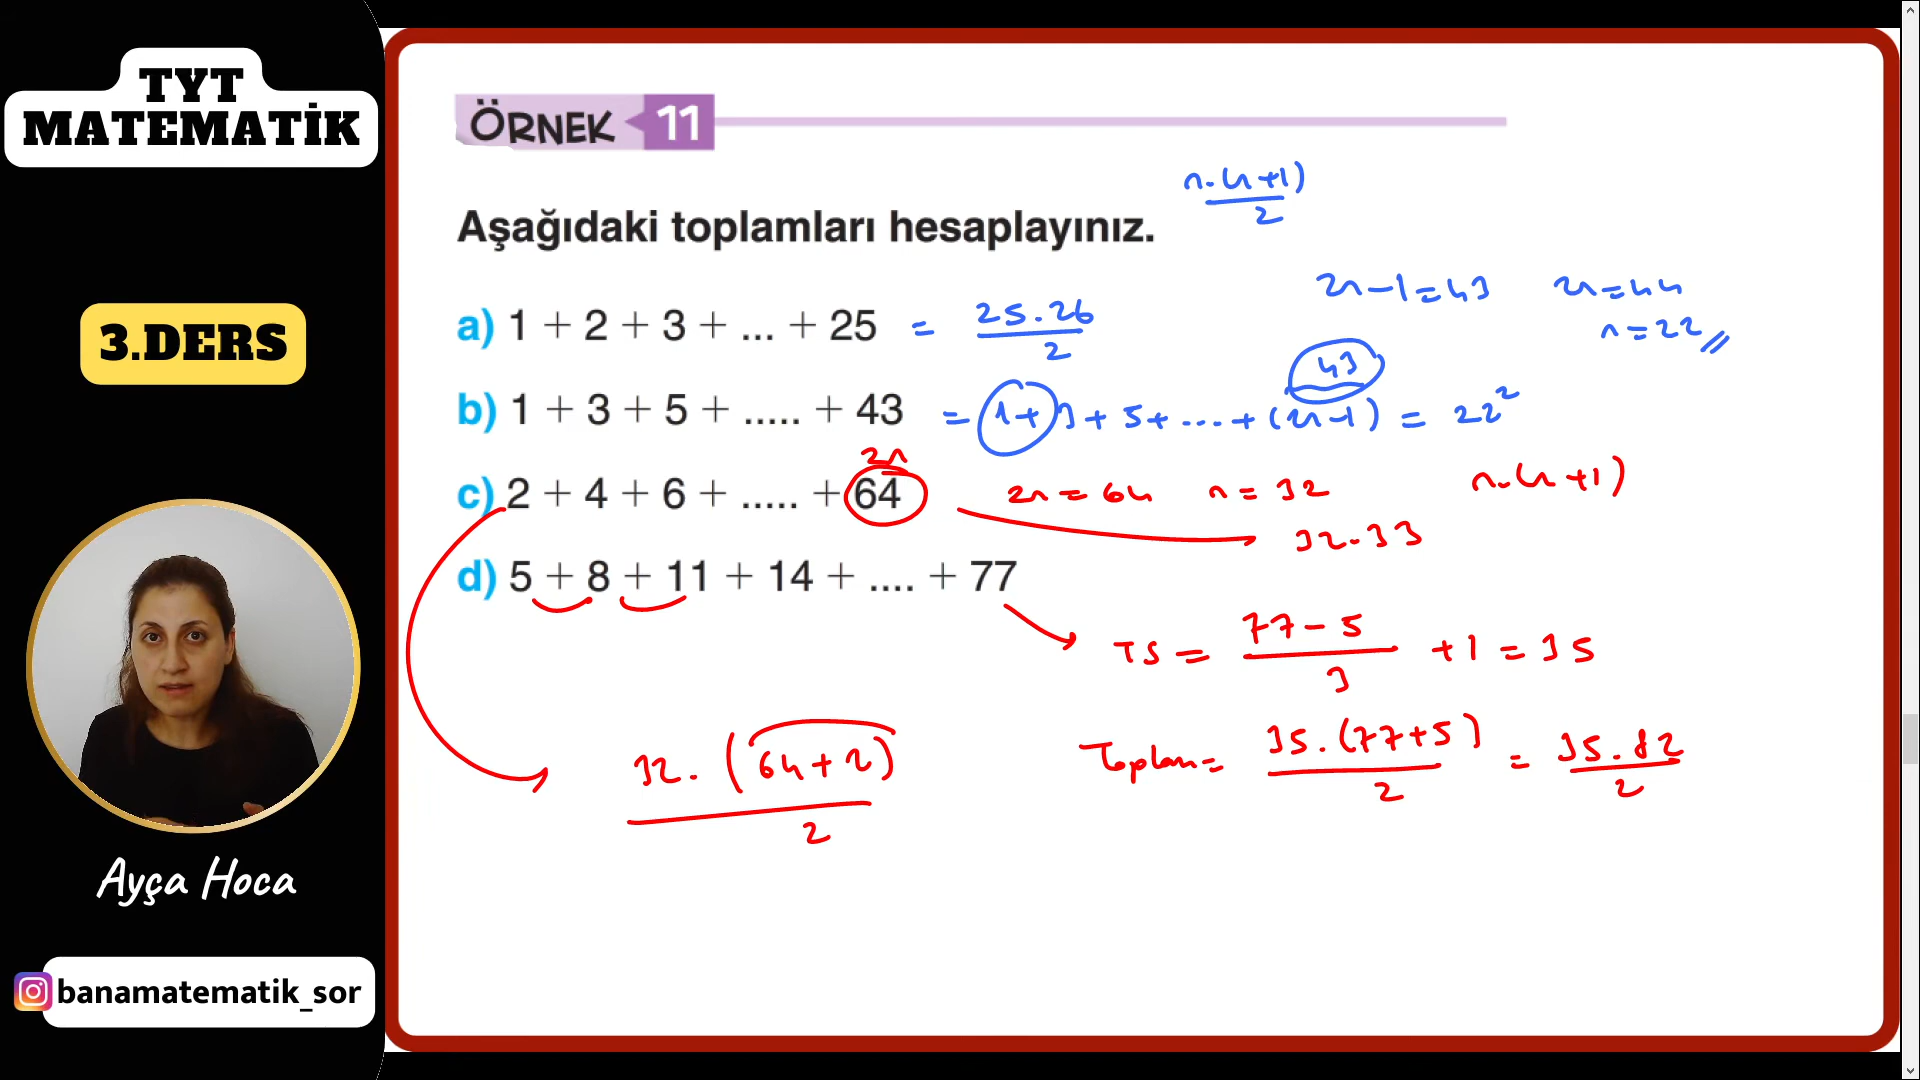 TYT
MATEMATİK
3.DERS
Ayça Hoca
banamatematik_sor
ÖRNEK 11
n.(n+1)
2
Aşağıdaki toplamları hesaplayınız.
2n-1=43 2n=44
n=22
a) 1 + 2 + 3 + ... + 25 = 25.26
2
43
b) 1 + 3 + 5 + ..... + 43 = 1+3+5+...+(2n-1) = 22²
2n
c) 2 + 4 + 6 + ..... + 64 2n=64 n=32 n.(n+1)
32.33
d) 5 + 8 + 11 + 14 + .... + 77
TS = 77-5 +1=35
3
32.(64+2)
2
Toplam= 35.(77+5) = 35.82
2 2